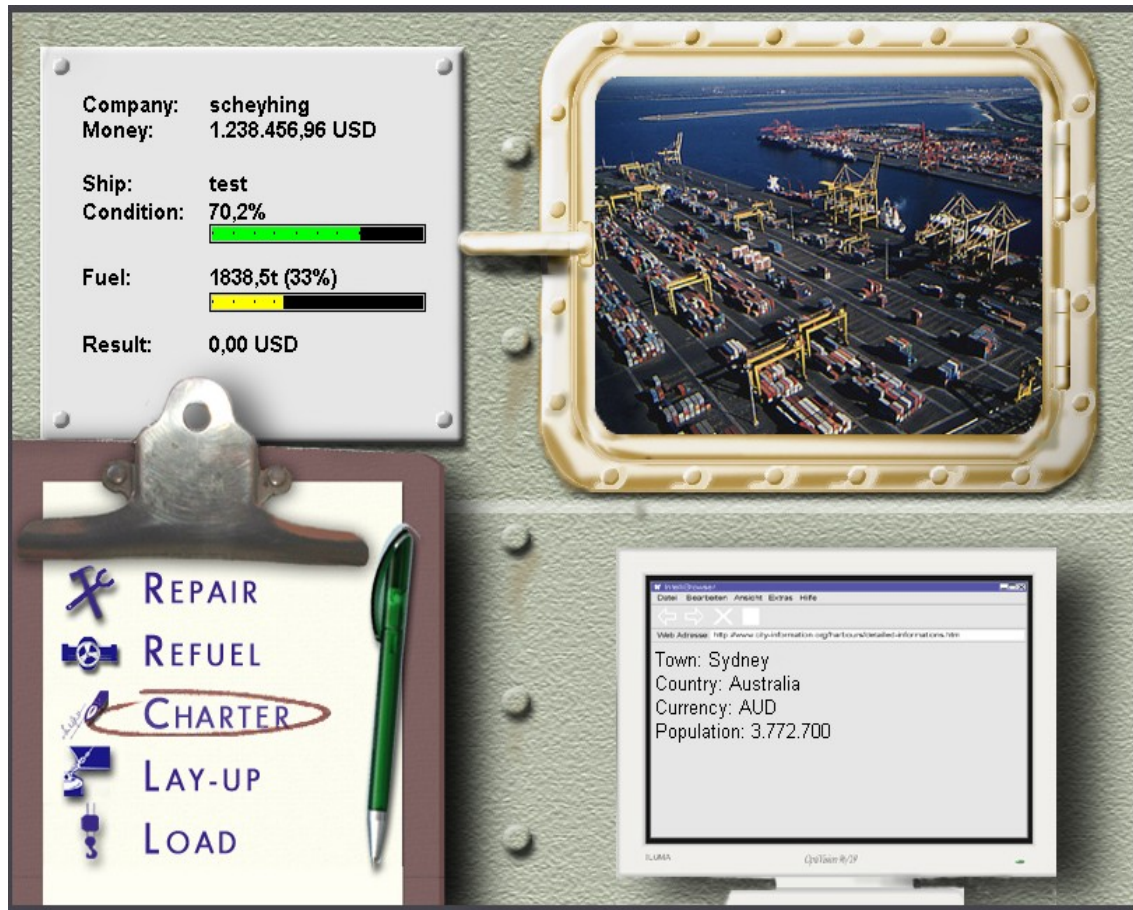 Company: scheyhing
Money: 1.238.456,96 USD
Ship: test
Condition: 70,2%
Fuel: 1838,5t (33%)
Result: 0,00 USD
REPAIR
REFUEL
CHARTER
LAY-UP
LOAD
Datei Bearbeiten Ansicht Extras Hilfe
Web Adresse: http://www.city-information.org/harbours/detailed-informations.htm
Town: Sydney
Country: Australia
Currency: AUD
Population: 3.772.700